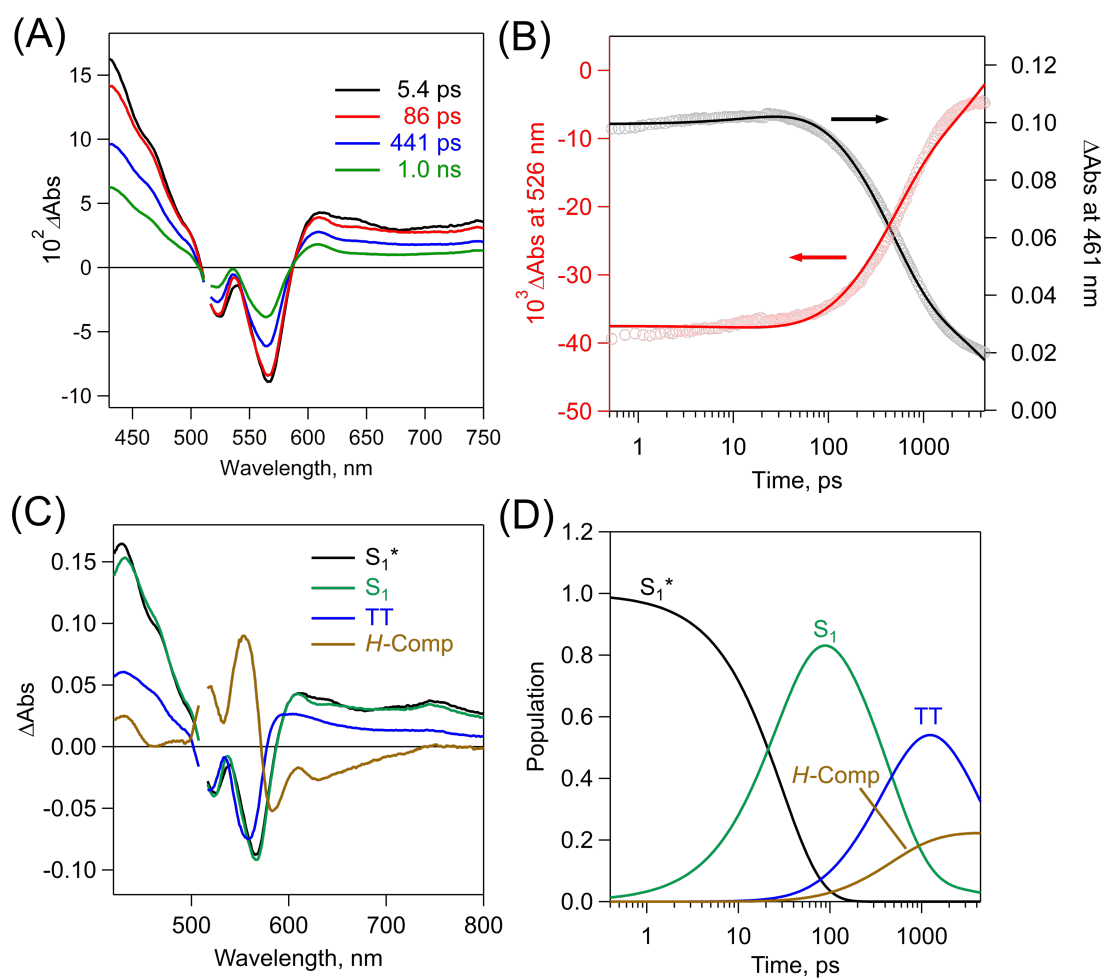 (A)
10² ΔAbs
15
10
5
0
-5
-10
5.4 ps
86 ps
441 ps
1.0 ns
450 500 550 600 650 700 750
Wavelength, nm
(B)
10³ ΔAbs at 526 nm
0
-10
-20
-30
-40
-50
0.12
0.10
0.08
0.06
0.04
0.02
0.00
ΔAbs at 461 nm
1 10 100 1000
Time, ps
(C)
ΔAbs
0.15
0.10
0.05
0.00
-0.05
-0.10
S₁*
S₁
TT
H-Comp
500 600 700 800
Wavelength, nm
(D)
Population
1.2
1.0
0.8
0.6
0.4
0.2
0.0
S₁*
S₁
TT
H-Comp
1 10 100 1000
Time, ps